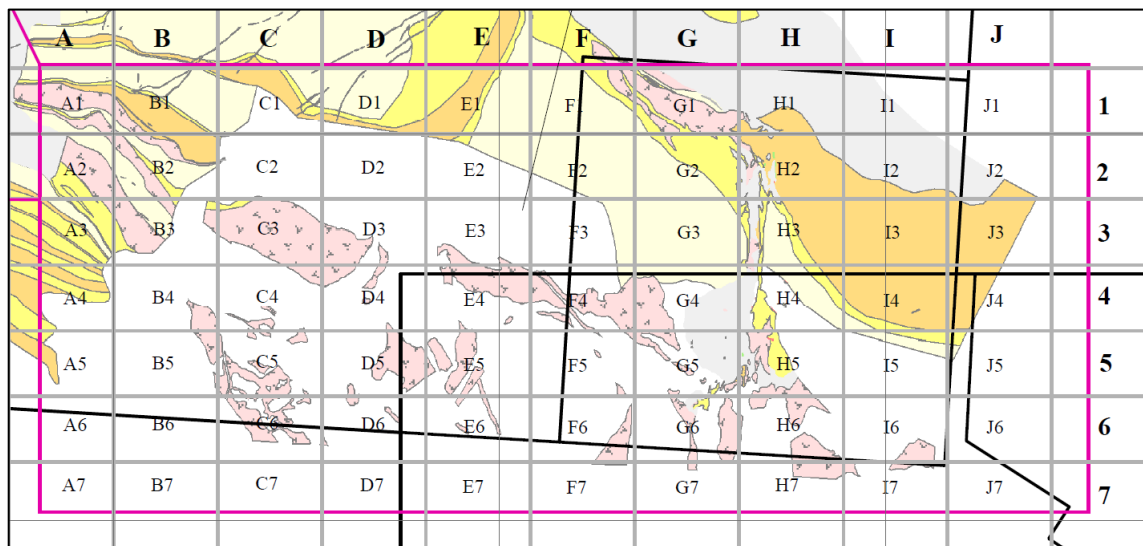 A B C D E F G H I J
A1 B1 C1 D1 E1 F1 G1 H1 I1 J1 1
A2 B2 C2 D2 E2 F2 G2 H2 I2 J2 2
A3 B3 C3 D3 E3 F3 G3 H3 I3 J3 3
A4 B4 C4 D4 E4 F4 G4 H4 I4 J4 4
A5 B5 C5 D5 E5 F5 G5 H5 I5 J5 5
A6 B6 C6 D6 E6 F6 G6 H6 I6 J6 6
A7 B7 C7 D7 E7 F7 G7 H7 I7 J7 7